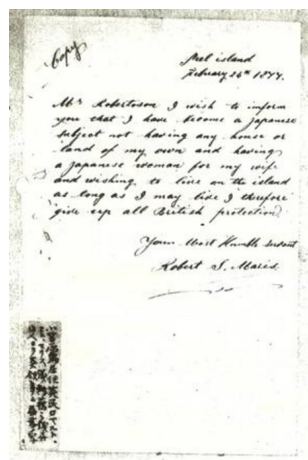 Copy
Peel island
February 26th 1877.
Mr Robertson I wish to inform
you that I have become a Japanese
subject not having any house or
land of my own and having
a Japanese woman for my wife
and wishing to live on the island
as long as I may live I therefore
give up all British protection
Your Most Humble servant
Robert